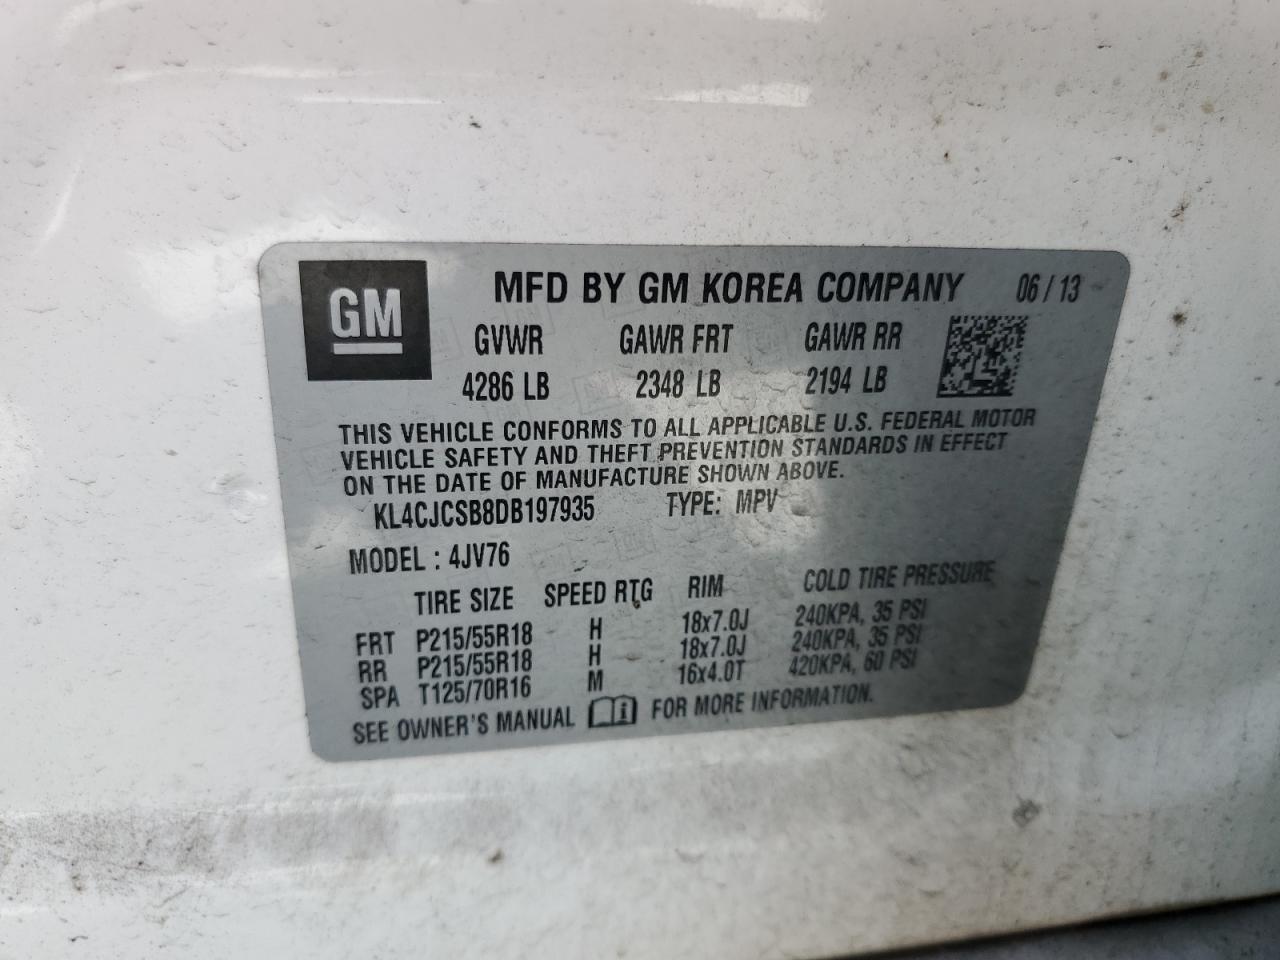 GM
MFD BY GM KOREA COMPANY 06/13
GVWR GAWR FRT GAWR RR
4286 LB 2348 LB 2194 LB
THIS VEHICLE CONFORMS TO ALL APPLICABLE U.S. FEDERAL MOTOR
VEHICLE SAFETY AND THEFT PREVENTION STANDARDS IN EFFECT
ON THE DATE OF MANUFACTURE SHOWN ABOVE.
KL4CJCSB8DB197935 TYPE: MPV
MODEL : 4JV76
TIRE SIZE SPEED RTG RIM COLD TIRE PRESSURE
FRT P215/55R18 H 18x7.0J 240KPA, 35 PSI
RR P215/55R18 H 18x7.0J 240KPA, 35 PSI
SPA T125/70R16 M 16x4.0T 420KPA, 60 PSI
SEE OWNER'S MANUAL i FOR MORE INFORMATION.